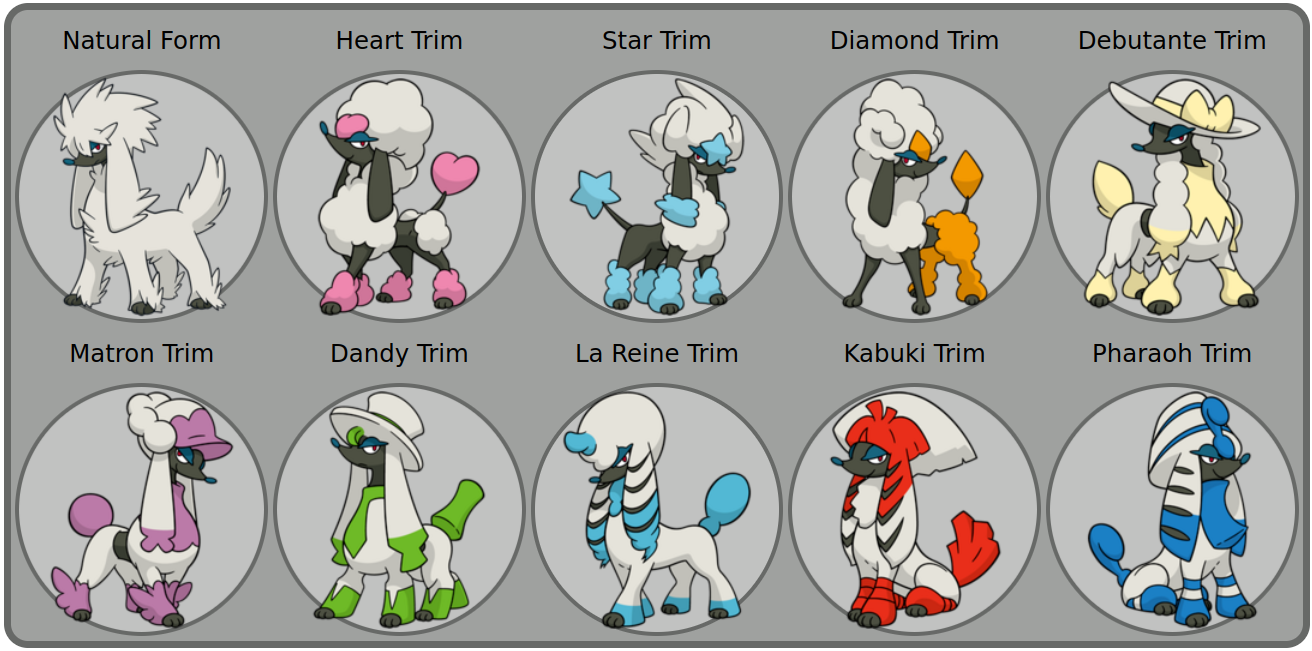 Natural Form
Heart Trim
Star Trim
Diamond Trim
Debutante Trim
Matron Trim
Dandy Trim
La Reine Trim
Kabuki Trim
Pharaoh Trim